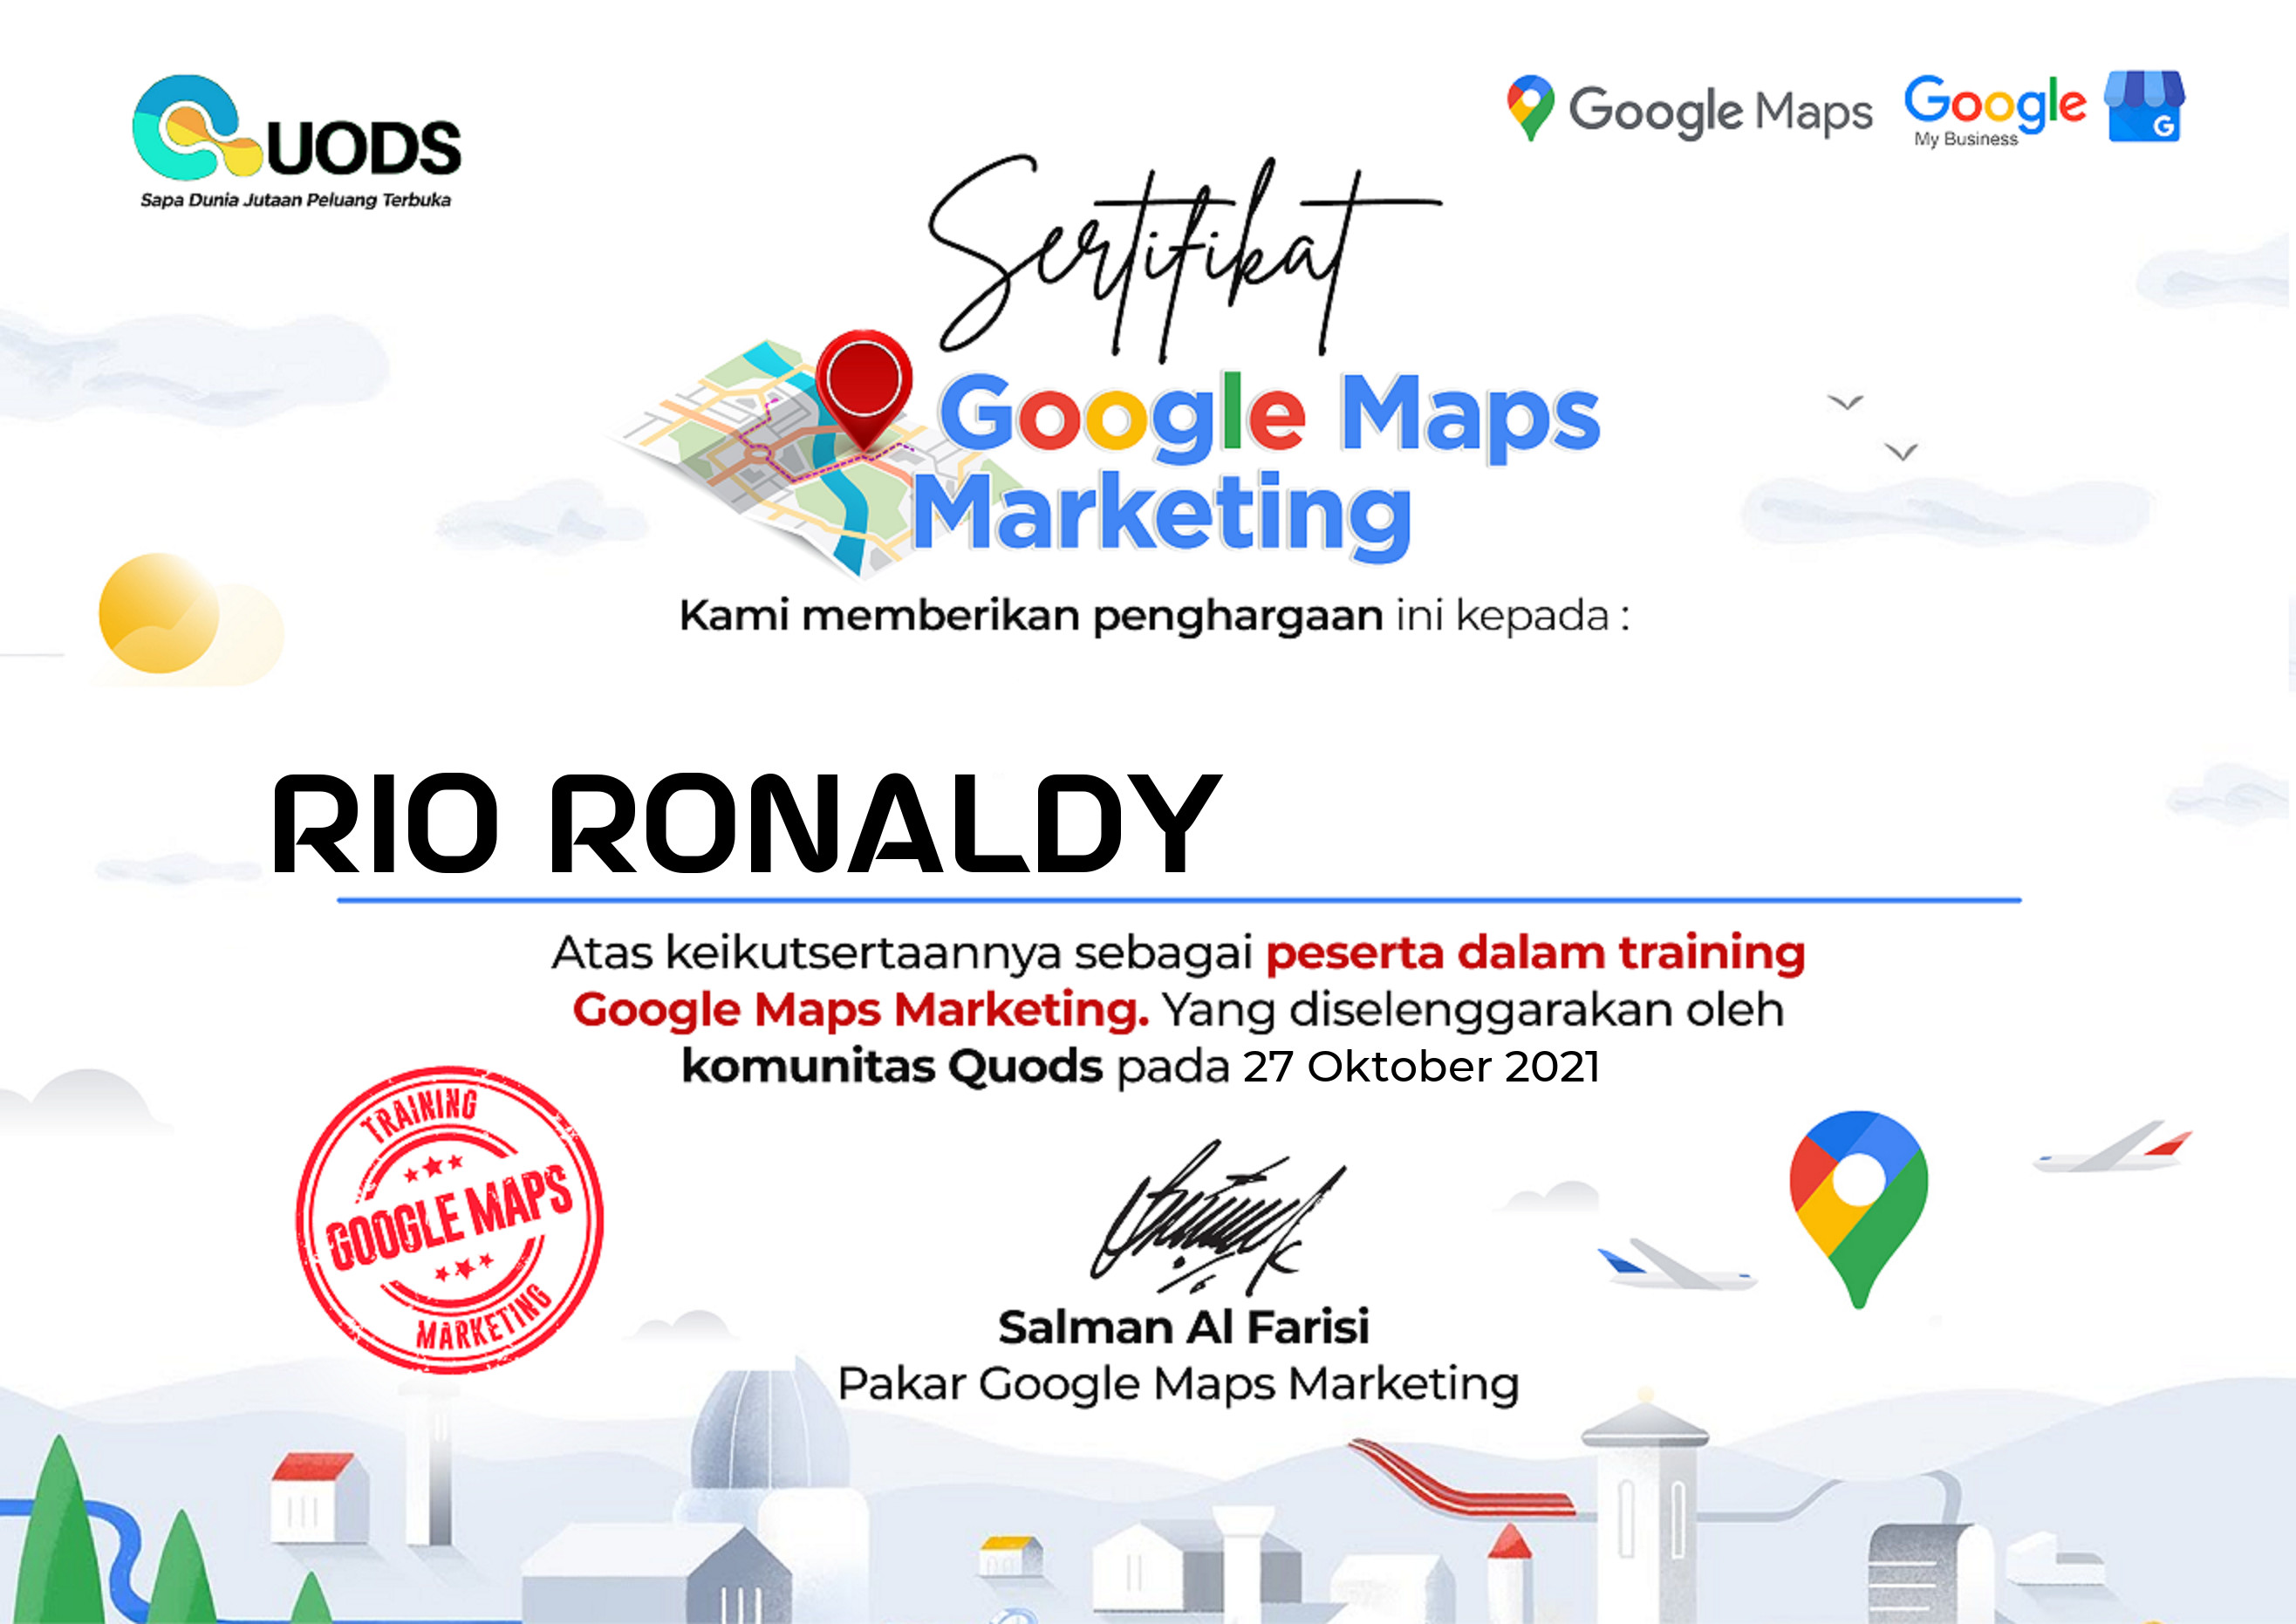 QUODS
Sapa Dunia Jutaan Peluang Terbuka
Google Maps
Google
My Business
G
Sertifikat
Google Maps
Marketing
Kami memberikan penghargaan ini kepada :
RIO RONALDY
Atas keikutsertaannya sebagai peserta dalam training
Google Maps Marketing. Yang diselenggarakan oleh
komunitas Quods pada 27 Oktober 2021
TRAINING
GOOGLE MAPS
MARKETING
Salman Al Farisi
Pakar Google Maps Marketing